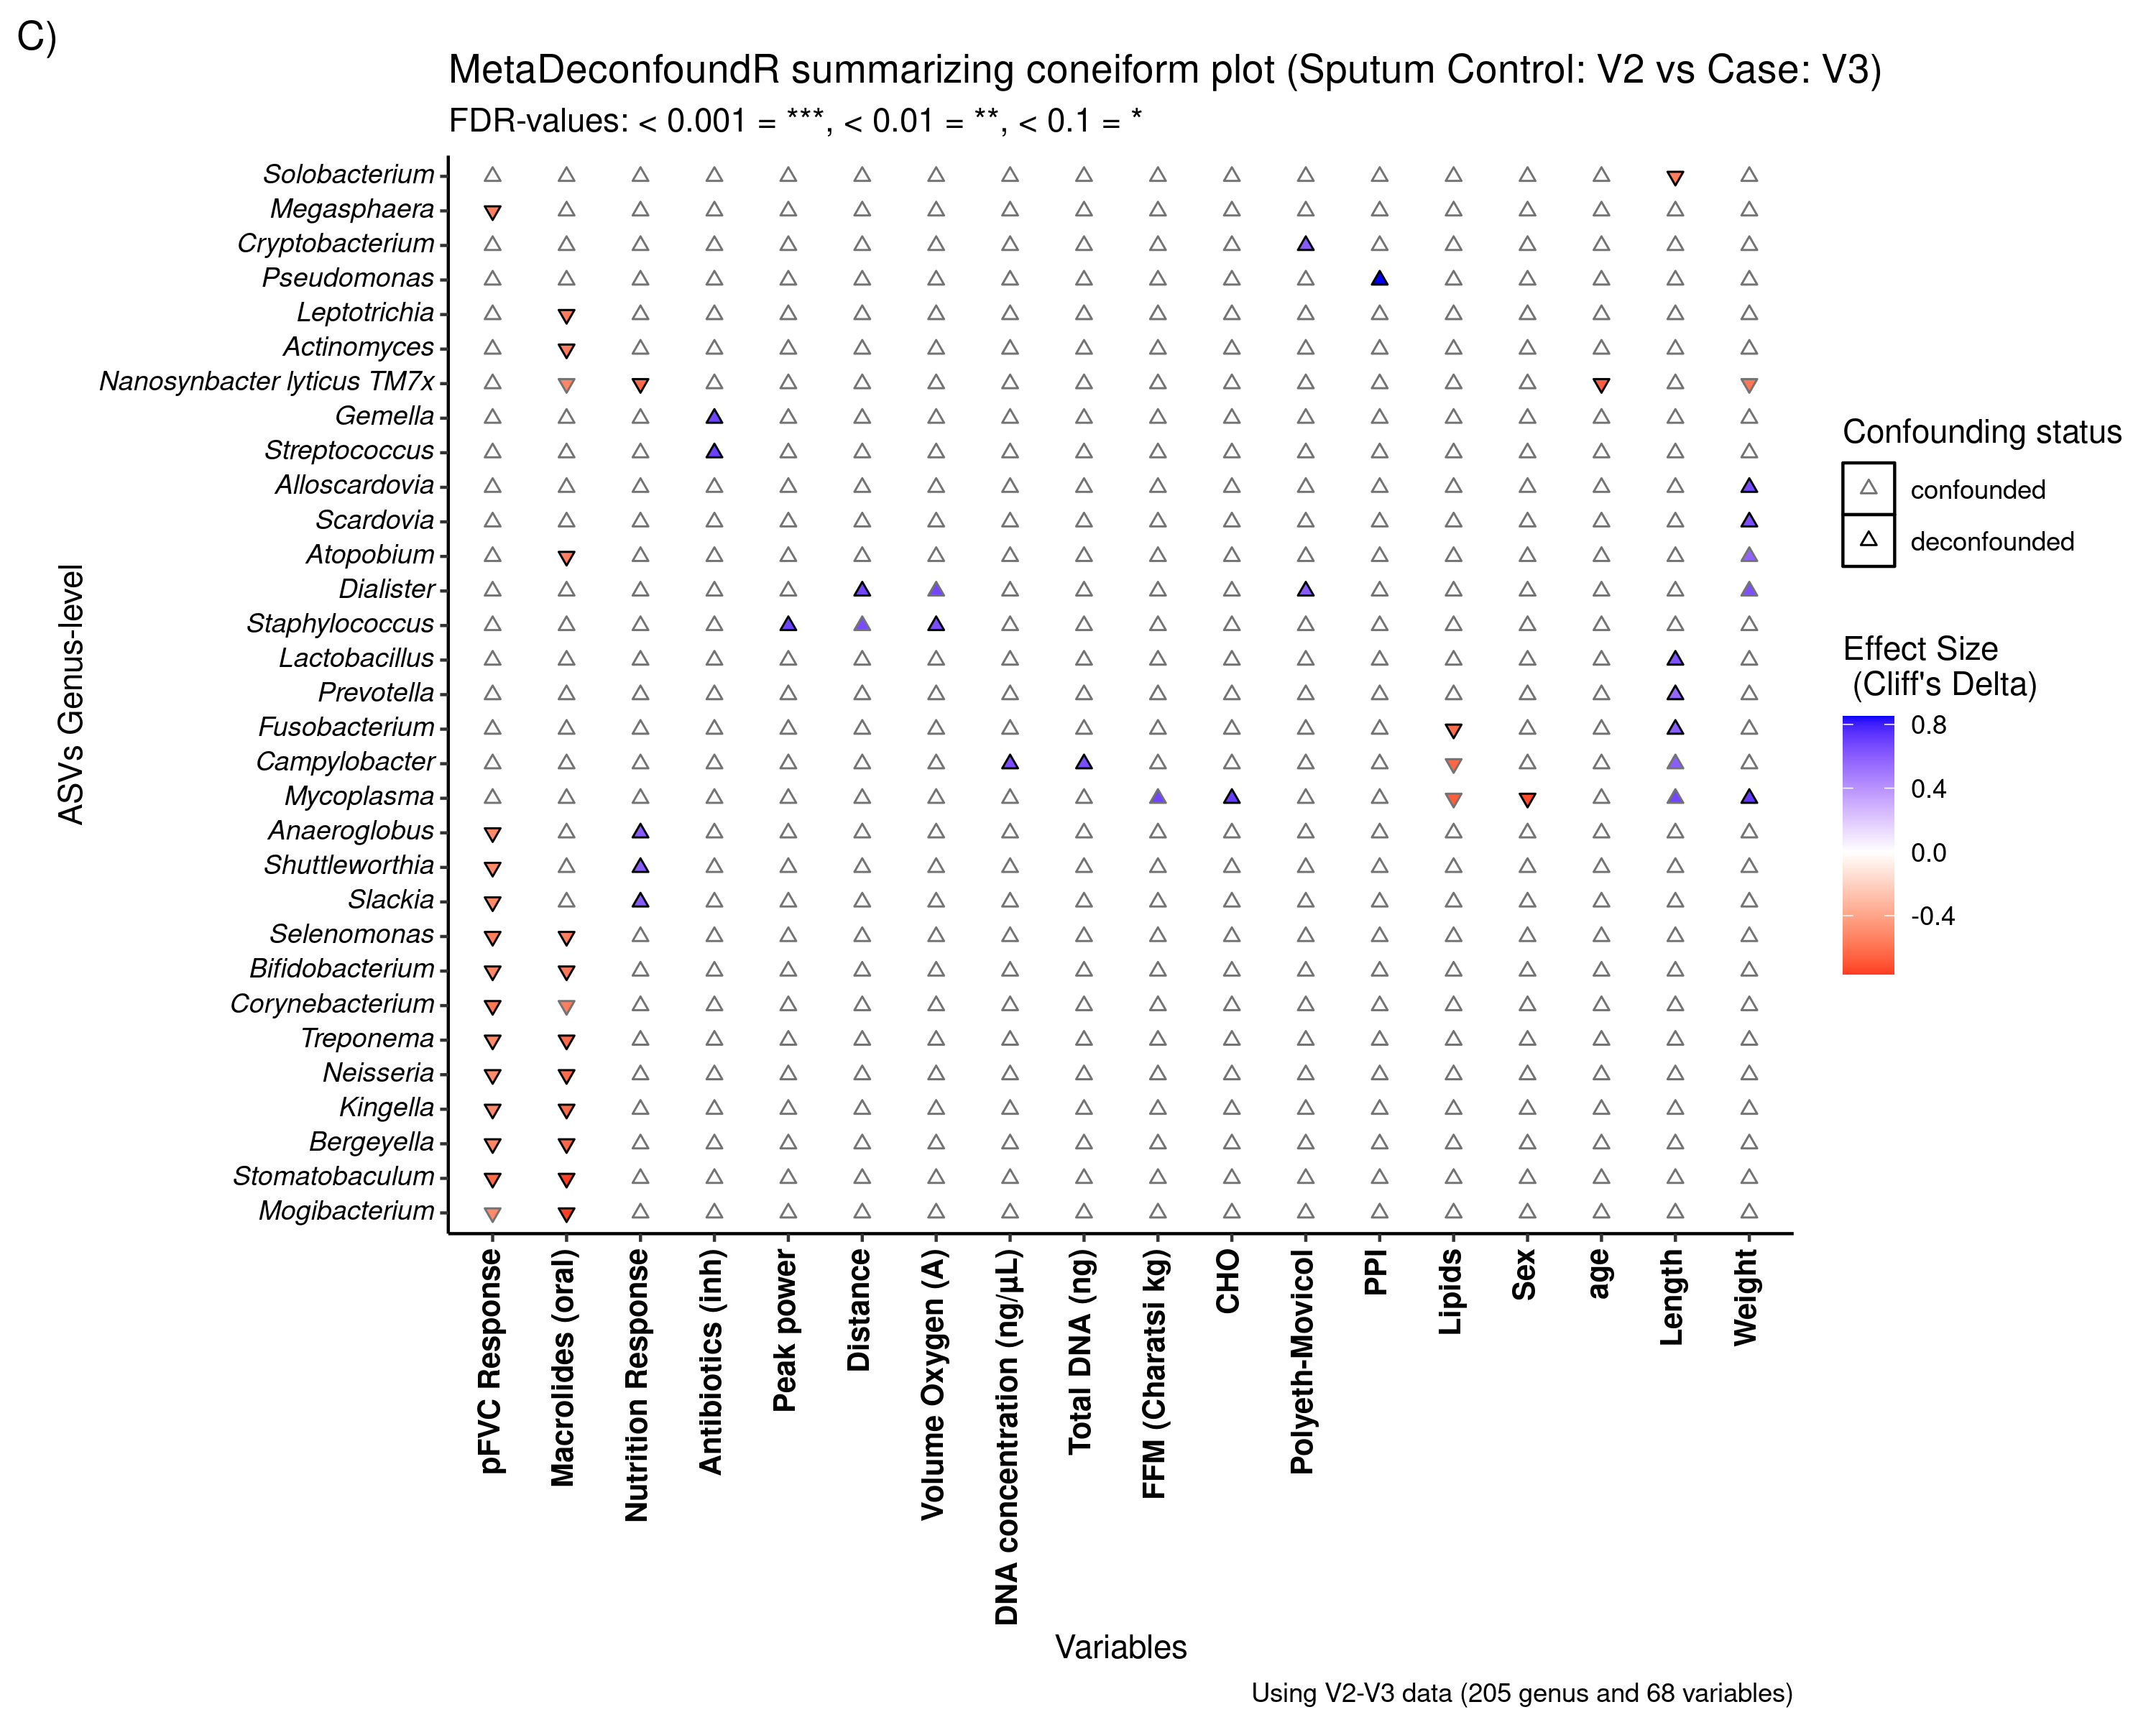 C)
MetaDeconfoundR summarizing coneiform plot (Sputum Control: V2 vs Case: V3)
FDR-values: < 0.001 = ***, < 0.01 = **, < 0.1 = *
ASVs Genus-level
Solobacterium
Megasphaera
Cryptobacterium
Pseudomonas
Leptotrichia
Actinomyces
Nanosynbacter lyticus TM7x
Gemella
Streptococcus
Alloscardovia
Scardovia
Atopobium
Dialister
Staphylococcus
Lactobacillus
Prevotella
Fusobacterium
Campylobacter
Mycoplasma
Anaeroglobus
Shuttleworthia
Slackia
Selenomonas
Bifidobacterium
Corynebacterium
Treponema
Neisseria
Kingella
Bergeyella
Stomatobaculum
Mogibacterium
pFVC Response
Macrolides (oral)
Nutrition Response
Antibiotics (inh)
Peak power
Distance
Volume Oxygen (A)
DNA concentration (ng/µL)
Total DNA (ng)
FFM (Charatsi kg)
CHO
Polyeth-Movicol
PPI
Lipids
Sex
age
Length
Weight
Variables
Using V2-V3 data (205 genus and 68 variables)
Confounding status
confounded
deconfounded
Effect Size
(Cliff's Delta)
0.8
0.4
0.0
-0.4